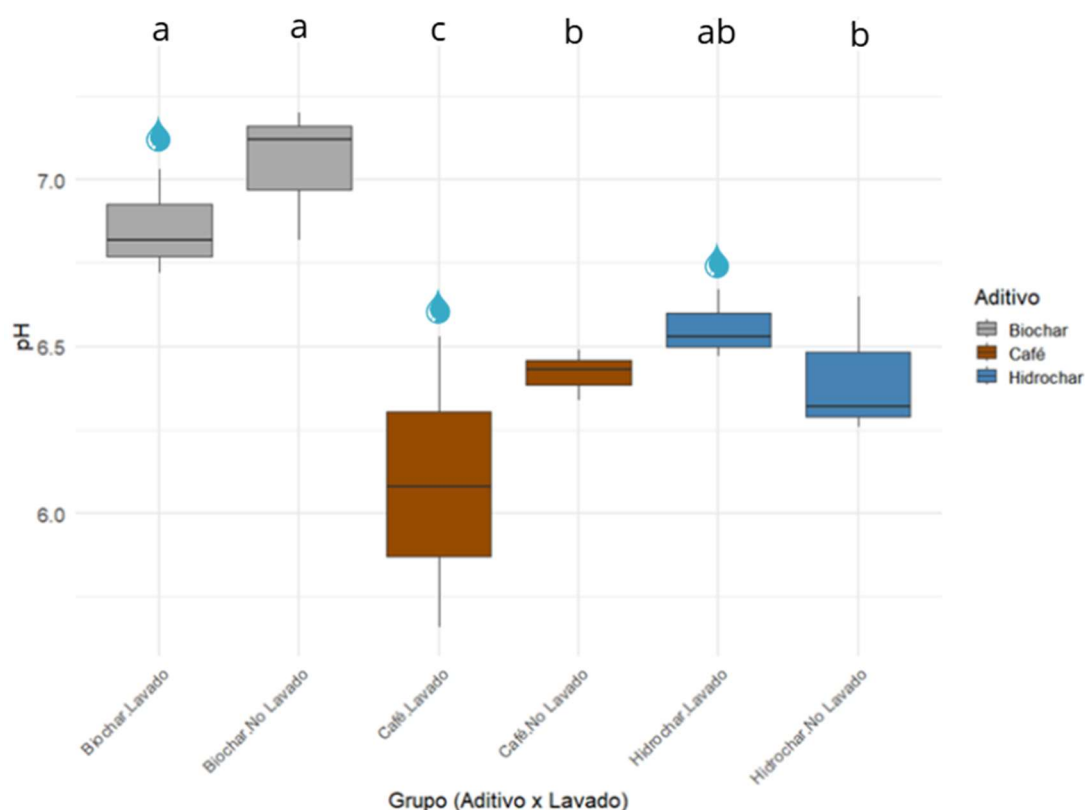 a a c b ab b
7.0
6.5
6.0
pH
Biochar,Lavado
Biochar,No Lavado
Café,Lavado
Café,No Lavado
Hidrochar,Lavado
Hidrochar,No Lavado
Grupo (Aditivo x Lavado)
Aditivo
Biochar
Café
Hidrochar